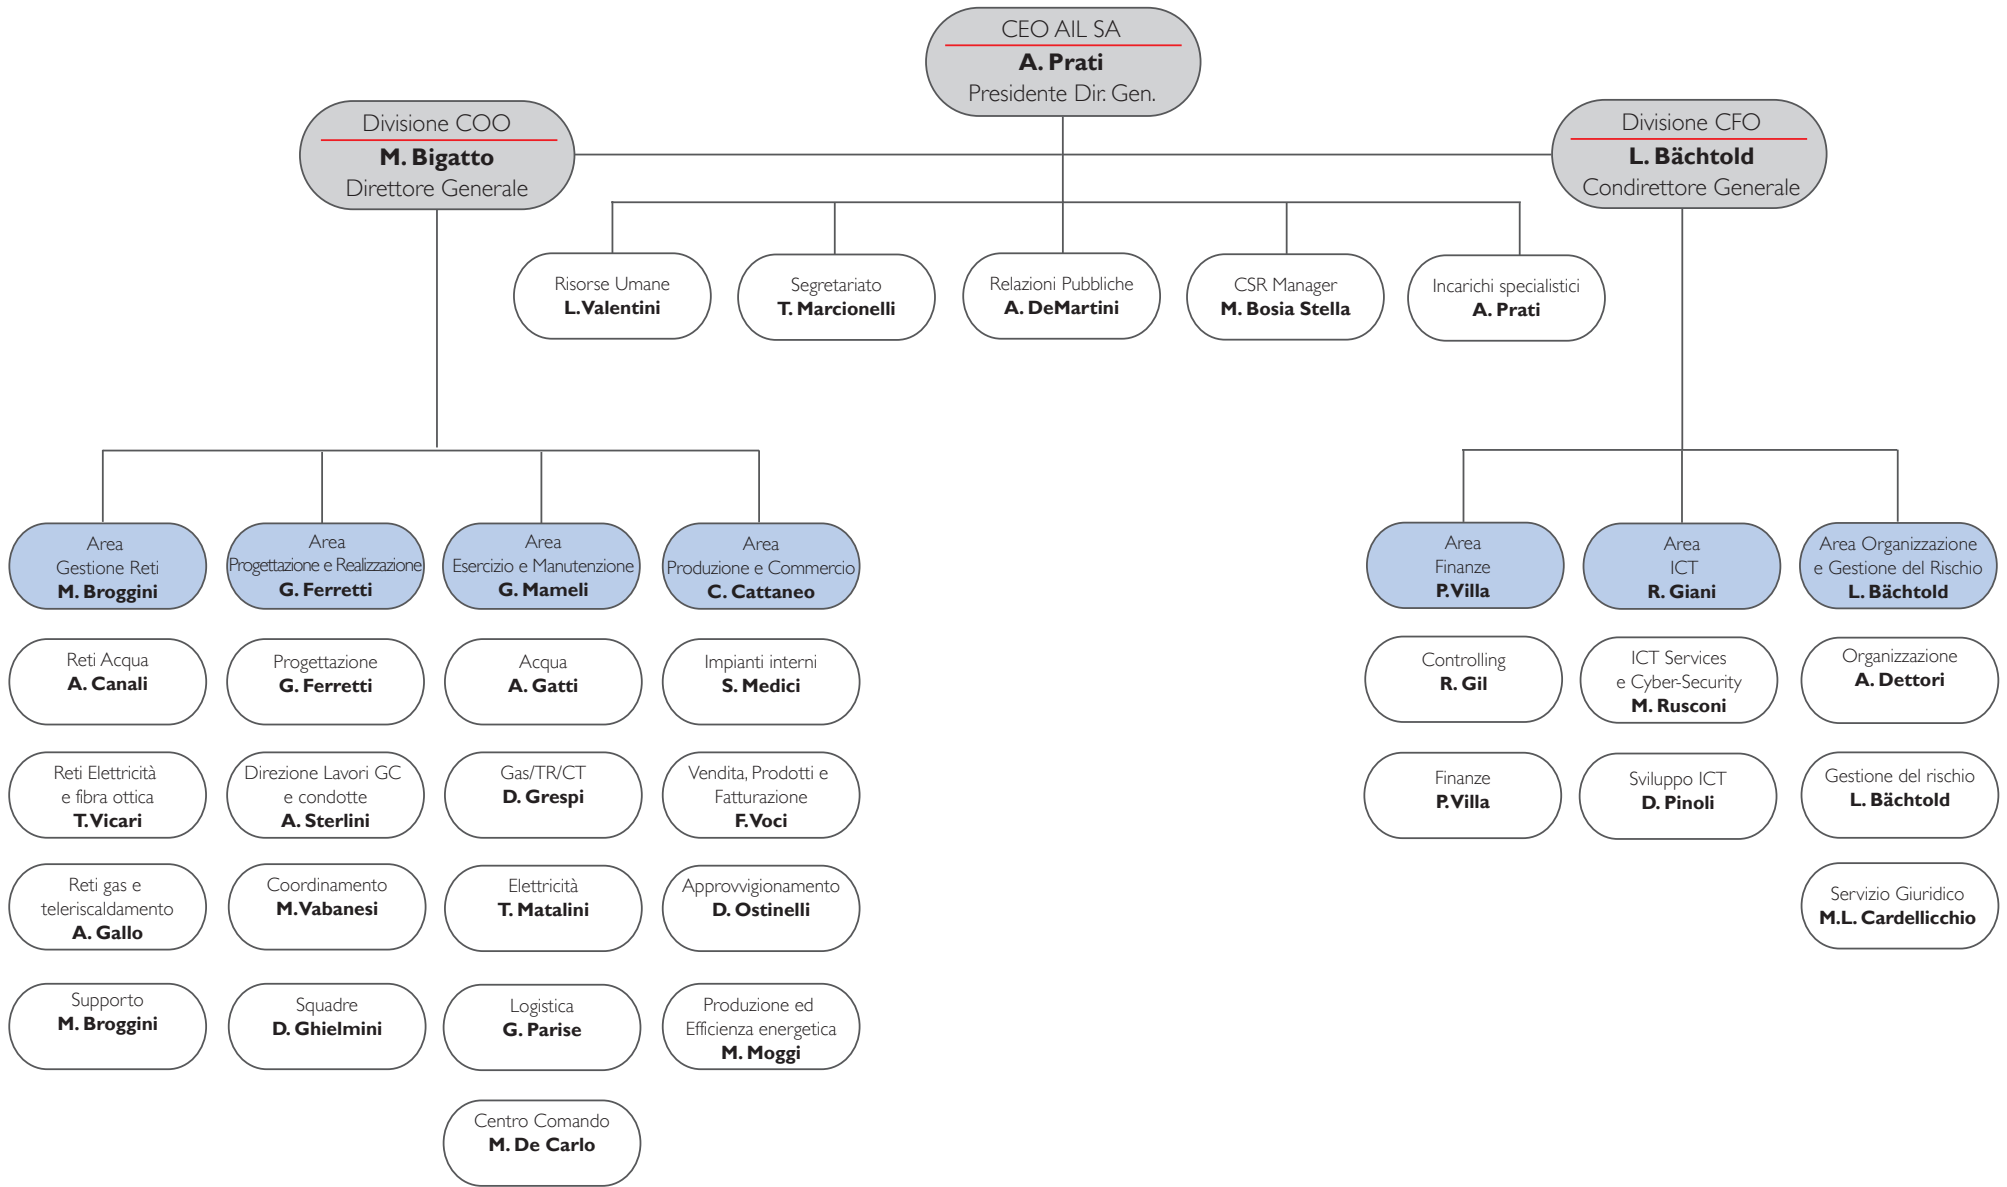 CEO AIL SA
A. Prati
Presidente Dir. Gen.
Divisione COO
M. Bigatto
Direttore Generale
Divisione CFO
L. Bächtold
Condirettore Generale
Risorse Umane
L. Valentini
Segretariato
T. Marcionelli
Relazioni Pubbliche
A. DeMartini
CSR Manager
M. Bosia Stella
Incarichi specialistici
A. Prati
Area
Gestione Reti
M. Broggini
Reti Acqua
A. Canali
Reti Elettricità
e fibra ottica
T. Vicari
Reti gas e
teleriscaldamento
A. Gallo
Supporto
M. Broggini
Area
Progettazione e Realizzazione
G. Ferretti
Progettazione
G. Ferretti
Direzione Lavori GC
e condotte
A. Sterlini
Coordinamento
M. Vabanesi
Squadre
D. Ghielmini
Area
Esercizio e Manutenzione
G. Mameli
Acqua
A. Gatti
Gas/TR/CT
D. Grespi
Elettricità
T. Matalini
Logistica
G. Parise
Centro Comando
M. De Carlo
Area
Produzione e Commercio
C. Cattaneo
Impianti interni
S. Medici
Vendita, Prodotti e
Fatturazione
F. Voci
Approvvigionamento
D. Ostinelli
Produzione ed
Efficienza energetica
M. Moggi
Area
Finanze
P. Villa
Controlling
R. Gil
Finanze
P. Villa
Area
ICT
R. Giani
ICT Services
e Cyber-Security
M. Rusconi
Sviluppo ICT
D. Pinoli
Area Organizzazione
e Gestione del Rischio
L. Bächtold
Organizzazione
A. Dettori
Gestione del rischio
L. Bächtold
Servizio Giuridico
M.L. Cardellicchio